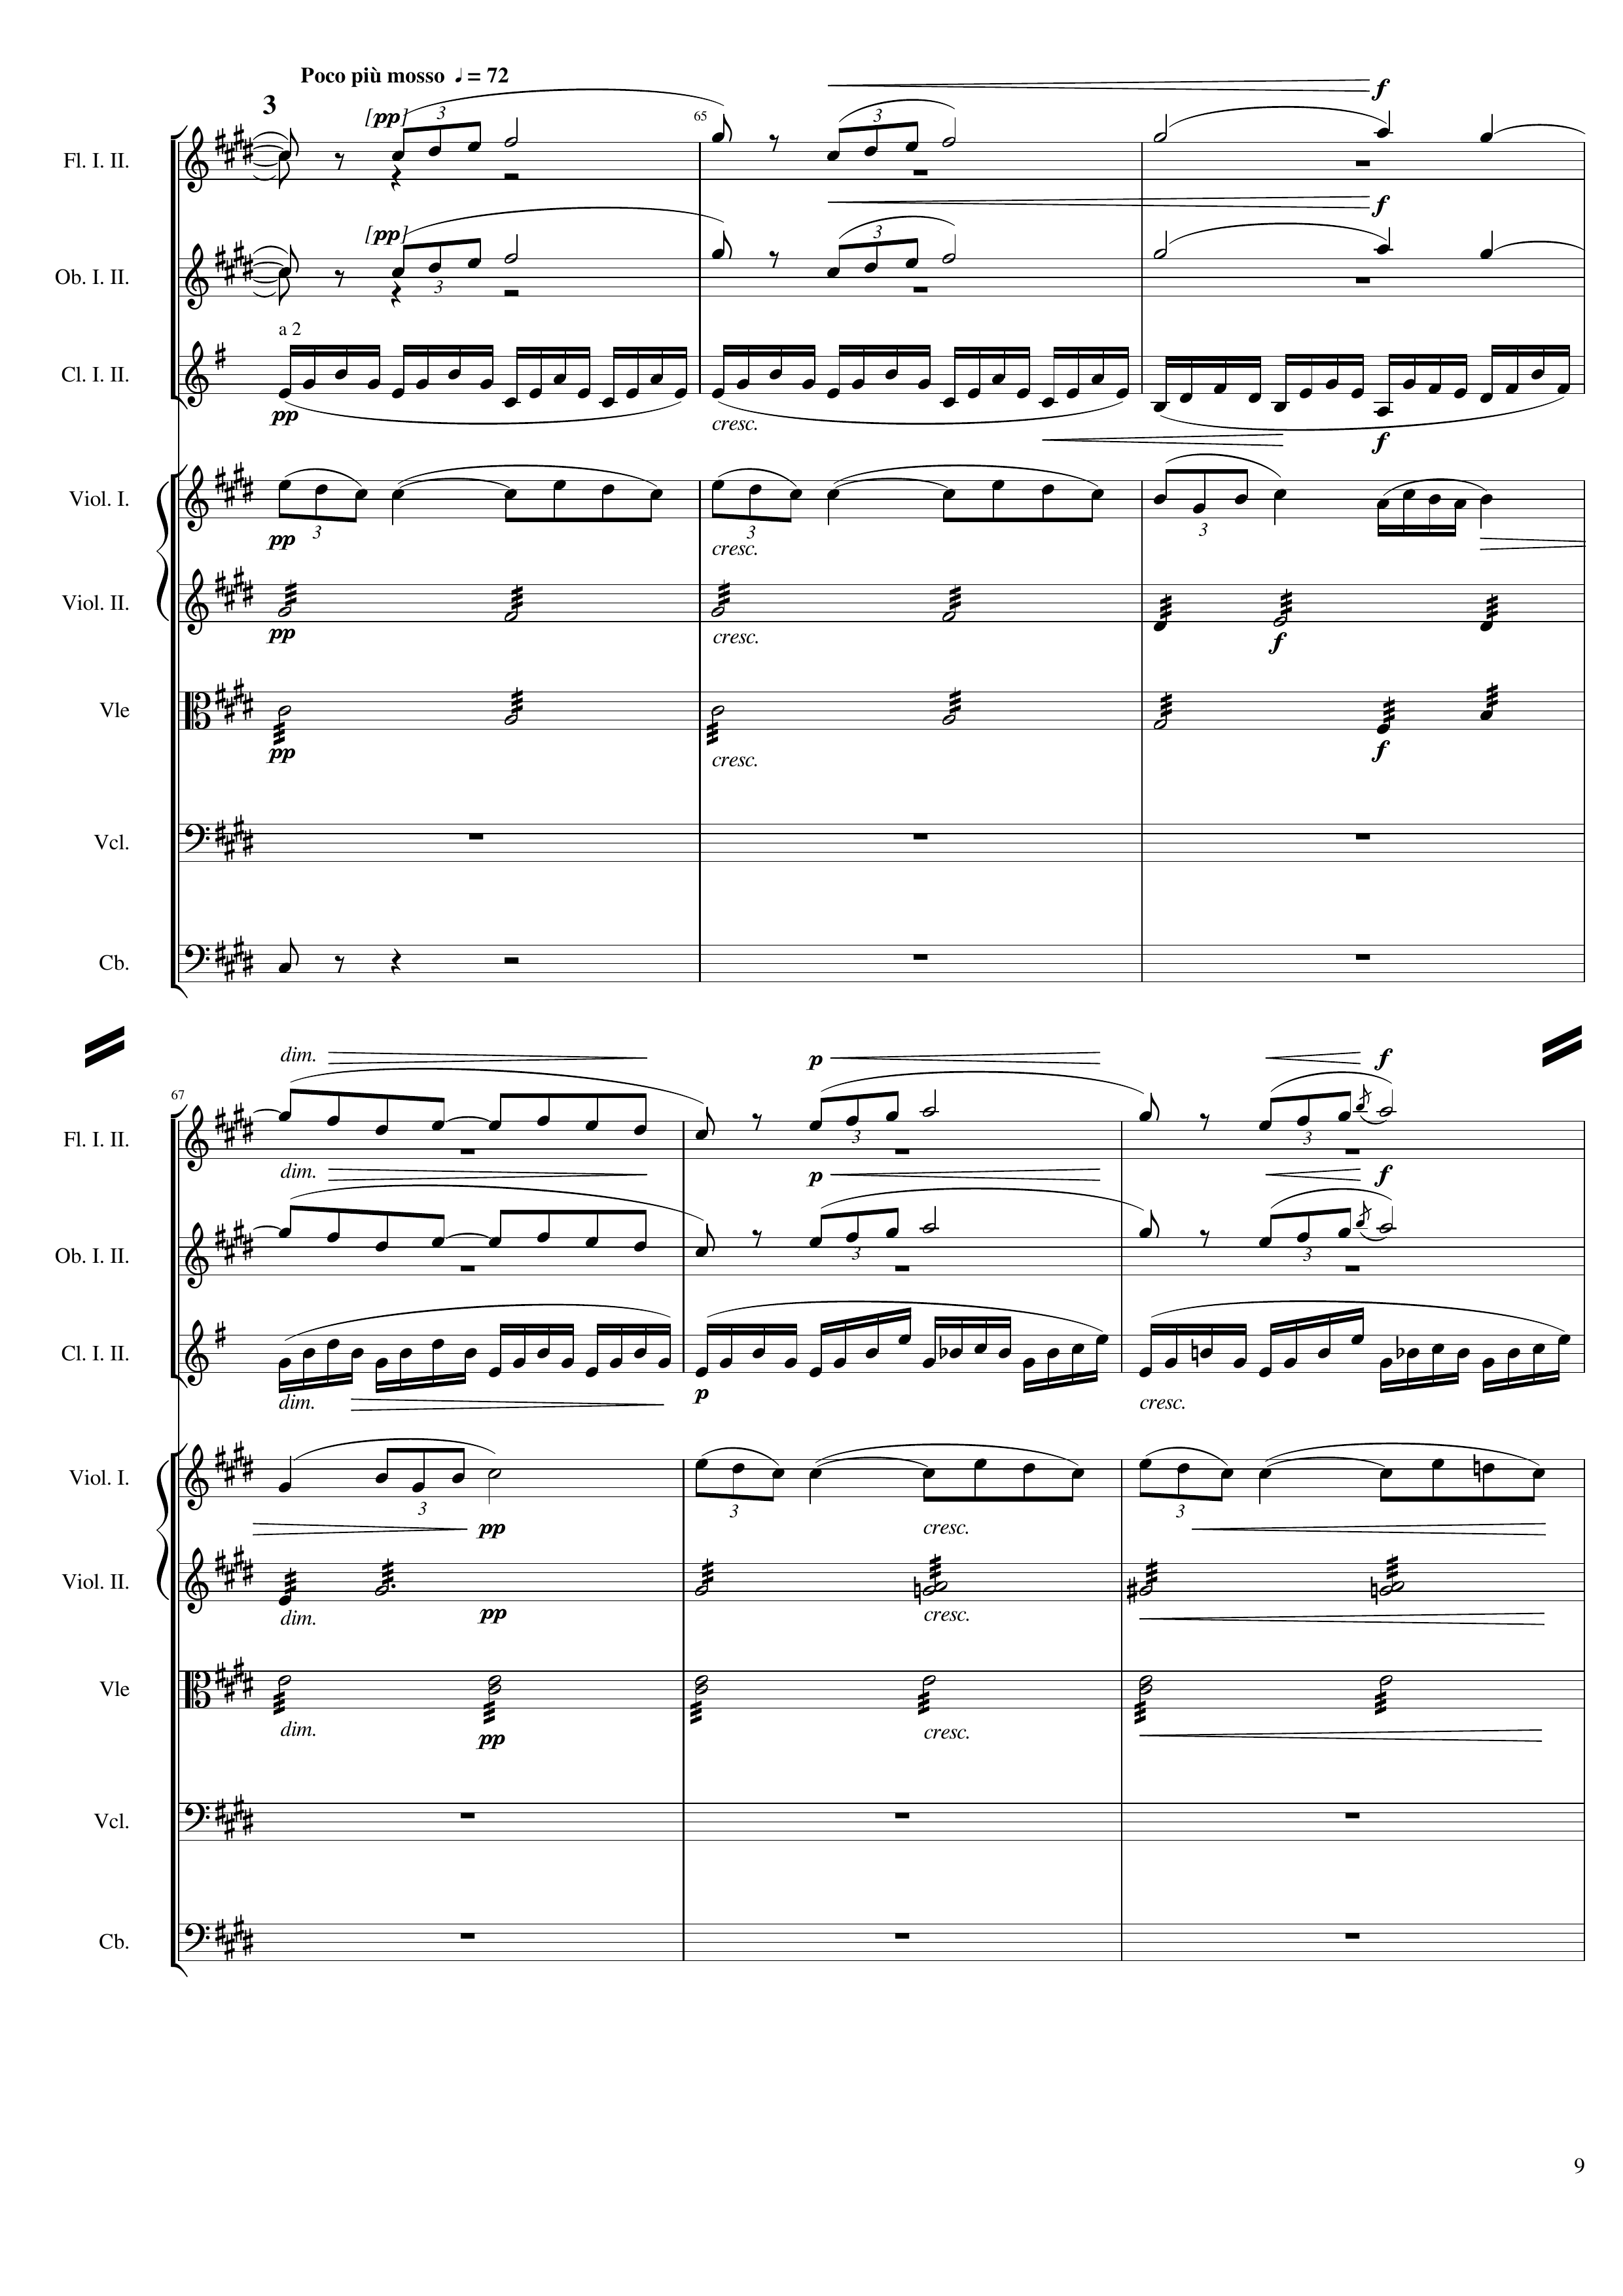 Poco più mosso ♩ = 72
3
[pp] 3 65 3 f
Fl. I. II.
[pp] 3 3 f
Ob. I. II.
a 2
Cl. I. II.
pp cresc. f
Viol. I.
3 3 3
pp cresc.
Viol. II.
pp cresc. f
Vle
pp cresc. f
Vcl.
Cb.
dim. p f
67
Fl. I. II.
3 3
dim. p f
Ob. I. II.
3 3
Cl. I. II.
dim. p cresc.
Viol. I.
3 3 3
pp cresc.
Viol. II.
dim. pp cresc.
Vle
dim. pp cresc.
Vcl.
Cb.
9